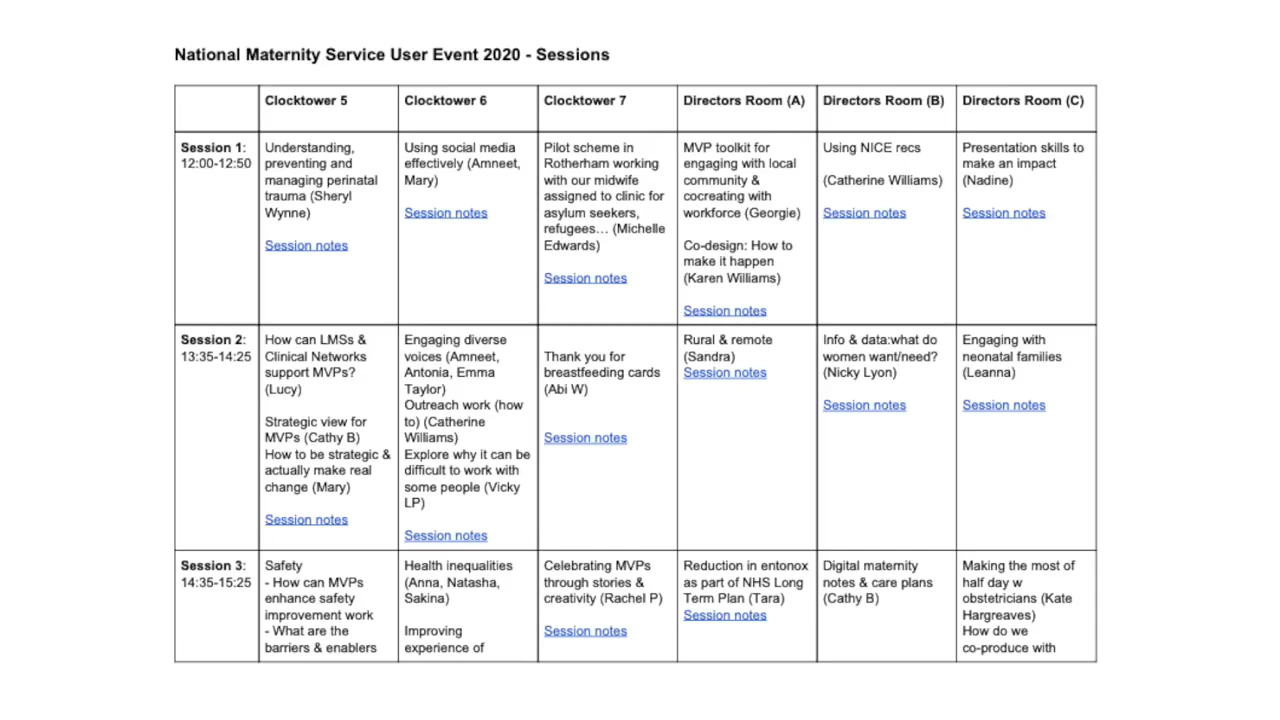 National Maternity Service User Event 2020 - Sessions
Clocktower 5
Clocktower 6
Clocktower 7
Directors Room (A)
Directors Room (B)
Directors Room (C)
Session 1:
12:00-12:50
Understanding,
preventing and
managing perinatal
trauma (Sheryl
Wynne)
Session notes
Using social media
effectively (Amneet,
Mary)
Session notes
Pilot scheme in
Rotherham working
with our midwife
assigned to clinic for
asylum seekers,
refugees... (Michelle
Edwards)
Session notes
MVP toolkit for
engaging with local
community &
cocreating with
workforce (Georgie)
Co-design: How to
make it happen
(Karen Williams)
Session notes
Using NICE recs
(Catherine Williams)
Session notes
Presentation skills to
make an impact
(Nadine)
Session notes
Session 2:
13:35-14:25
How can LMSs &
Clinical Networks
support MVPs?
(Lucy)
Strategic view for
MVPs (Cathy B)
How to be strategic &
actually make real
change (Mary)
Session notes
Engaging diverse
voices (Amneet,
Antonia, Emma
Taylor)
Outreach work (how
to) (Catherine
Williams)
Explore why it can be
difficult to work with
some people (Vicky
LP)
Session notes
Thank you for
breastfeeding cards
(Abi W)
Session notes
Rural & remote
(Sandra)
Session notes
Info & data:what do
women want/need?
(Nicky Lyon)
Session notes
Engaging with
neonatal families
(Leanna)
Session notes
Session 3:
14:35-15:25
Safety
- How can MVPs
enhance safety
improvement work
- What are the
barriers & enablers
Health inequalities
(Anna, Natasha,
Sakina)
Improving
experience of
Celebrating MVPs
through stories &
creativity (Rachel P)
Session notes
Reduction in entonox
as part of NHS Long
Term Plan (Tara)
Session notes
Digital maternity
notes & care plans
(Cathy B)
Making the most of
half day w
obstetricians (Kate
Hargreaves)
How do we
co-produce with